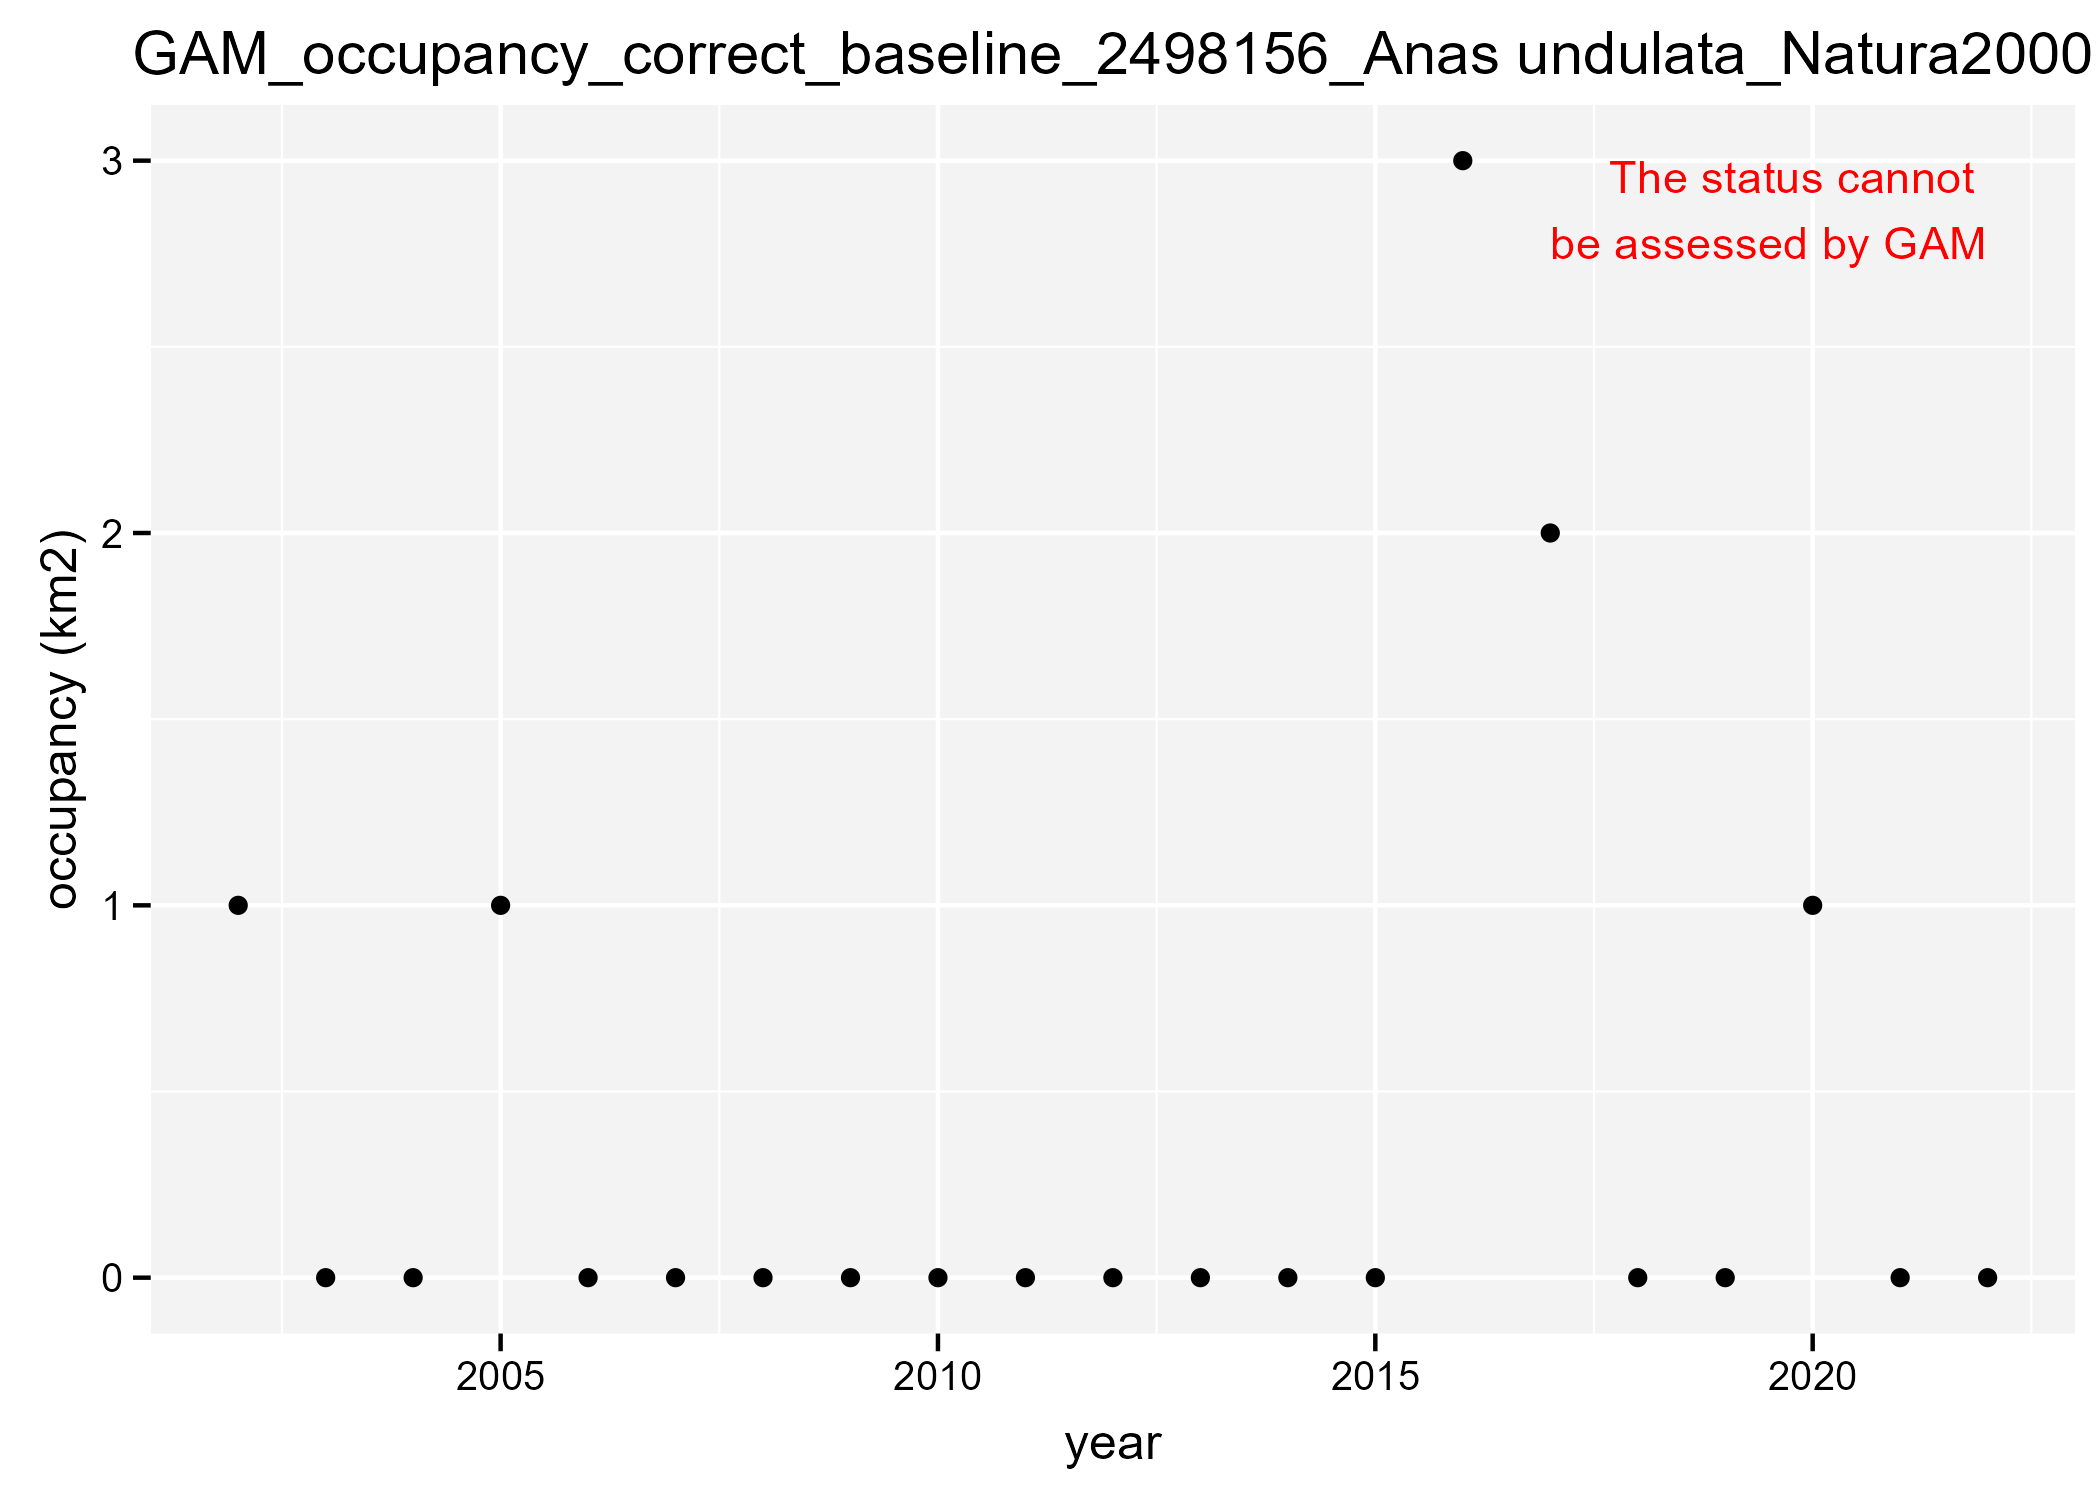 GAM_occupancy_correct_baseline_2498156_Anas undulata_Natura2000
3
The status cannot
be assessed by GAM
2
occupancy (km2)
1
0
2005 2010 2015 2020
year